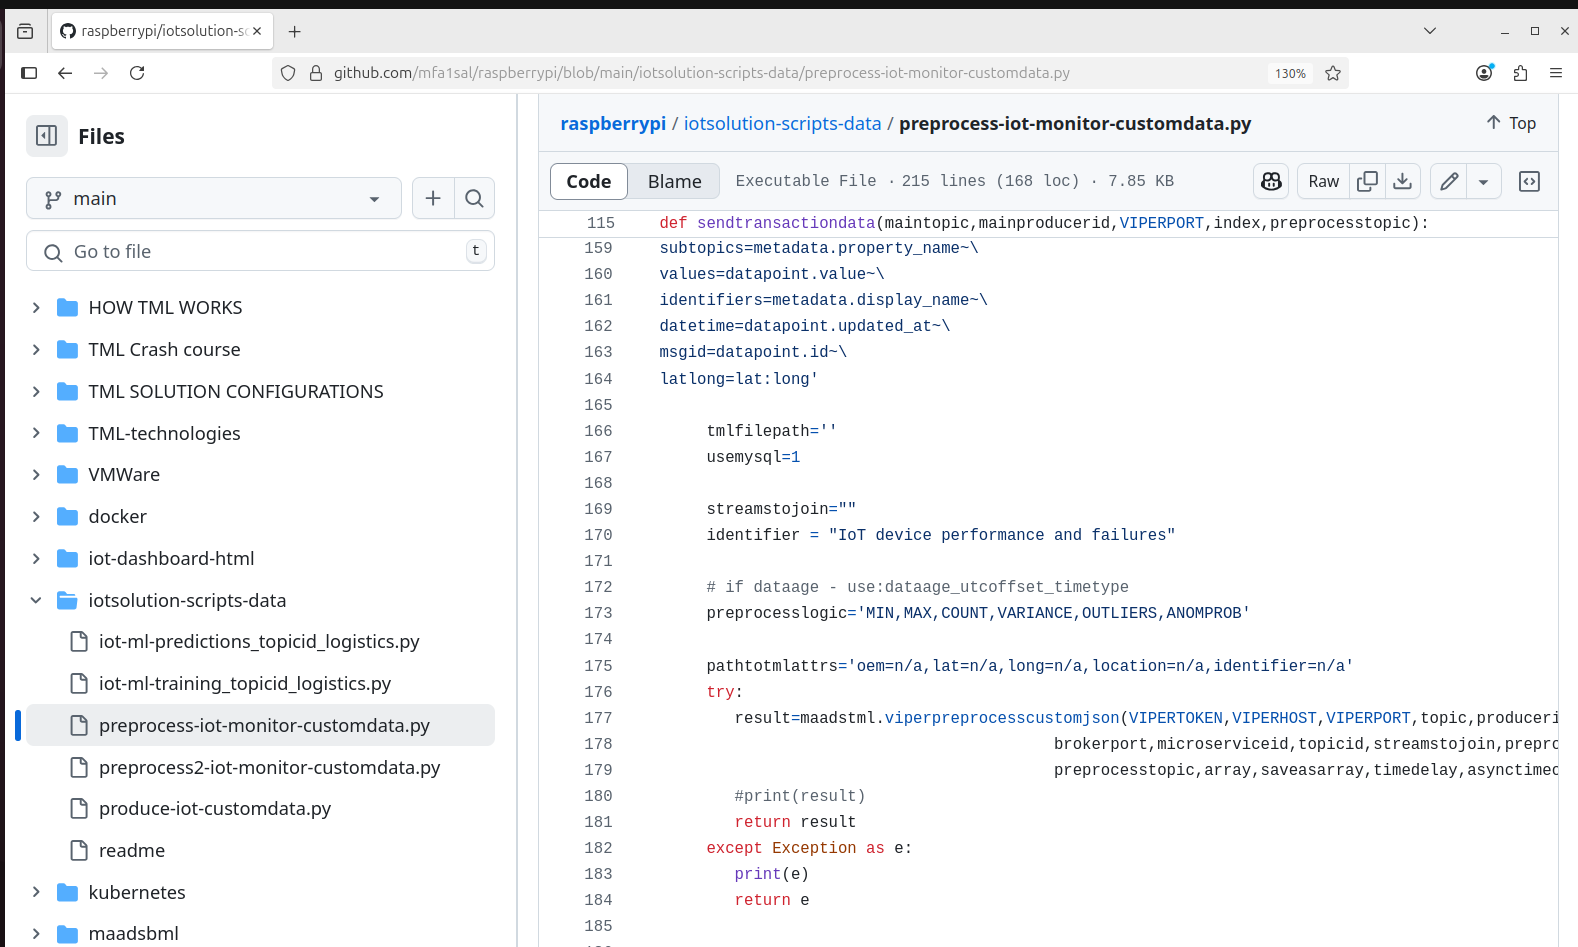 raspberrypi/iotsolution-sc
github.com/mfa1sal/raspberrypi/blob/main/iotsolution-scripts-data/preprocess-iot-monitor-customdata.py
130%
Files
main
Go to file
t
HOW TML WORKS
TML Crash course
TML SOLUTION CONFIGURATIONS
TML-technologies
VMWare
docker
iot-dashboard-html
iotsolution-scripts-data
iot-ml-predictions_topicid_logistics.py
iot-ml-training_topicid_logistics.py
preprocess-iot-monitor-customdata.py
preprocess2-iot-monitor-customdata.py
produce-iot-customdata.py
readme
kubernetes
maadsbml
raspberrypi / iotsolution-scripts-data / preprocess-iot-monitor-customdata.py
Top
Code Blame Executable File · 215 lines (168 loc) · 7.85 KB
Raw
115 def sendtransactiondata(maintopic,mainproducerid,VIPERPORT,index,preprocesstopic):
159 subtopics=metadata.property_name~\
160 values=datapoint.value~\
161 identifiers=metadata.display_name~\
162 datetime=datapoint.updated_at~\
163 msgid=datapoint.id~\
164 latlong=lat:long'
165
166 tmlfilepath=''
167 usemysql=1
168
169 streamstojoin=""
170 identifier = "IoT device performance and failures"
171
172 # if dataage - use:dataage_utcoffset_timetype
173 preprocesslogic='MIN,MAX,COUNT,VARIANCE,OUTLIERS,ANOMPROB'
174
175 pathtotmlattrs='oem=n/a,lat=n/a,long=n/a,location=n/a,identifier=n/a'
176 try:
177 result=maadstml.viperpreprocesscustomjson(VIPERTOKEN,VIPERHOST,VIPERPORT,topic,produceri
178 brokerport,microserviceid,topicid,streamstojoin,prepro
179 preprocesstopic,array,saveasarray,timedelay,asynctimeo
180 #print(result)
181 return result
182 except Exception as e:
183 print(e)
184 return e
185